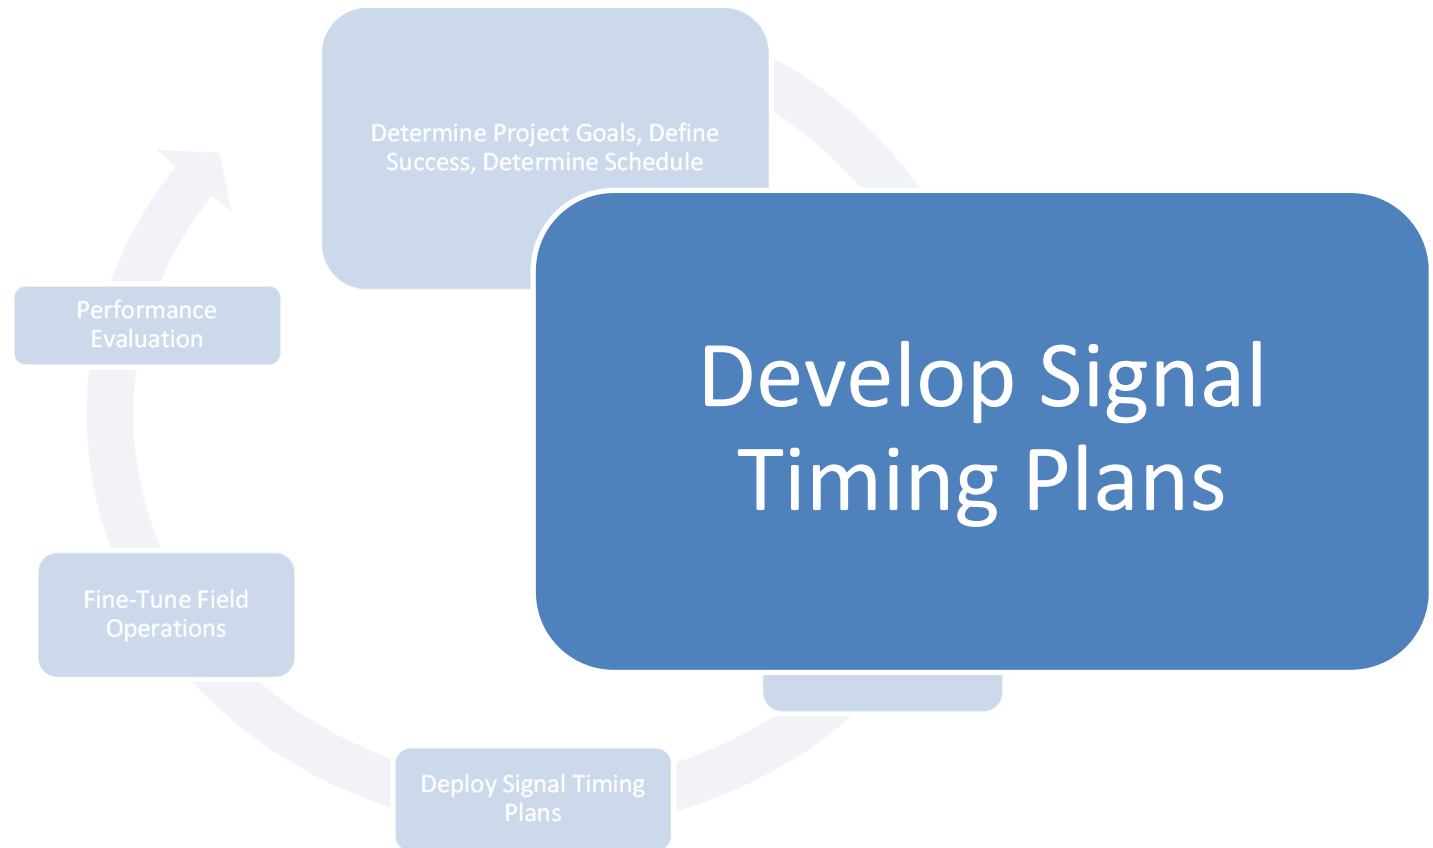 Determine Project Goals, Define
Success, Determine Schedule
Develop Signal
Timing Plans
Deploy Signal Timing
Plans
Fine-Tune Field
Operations
Performance
Evaluation